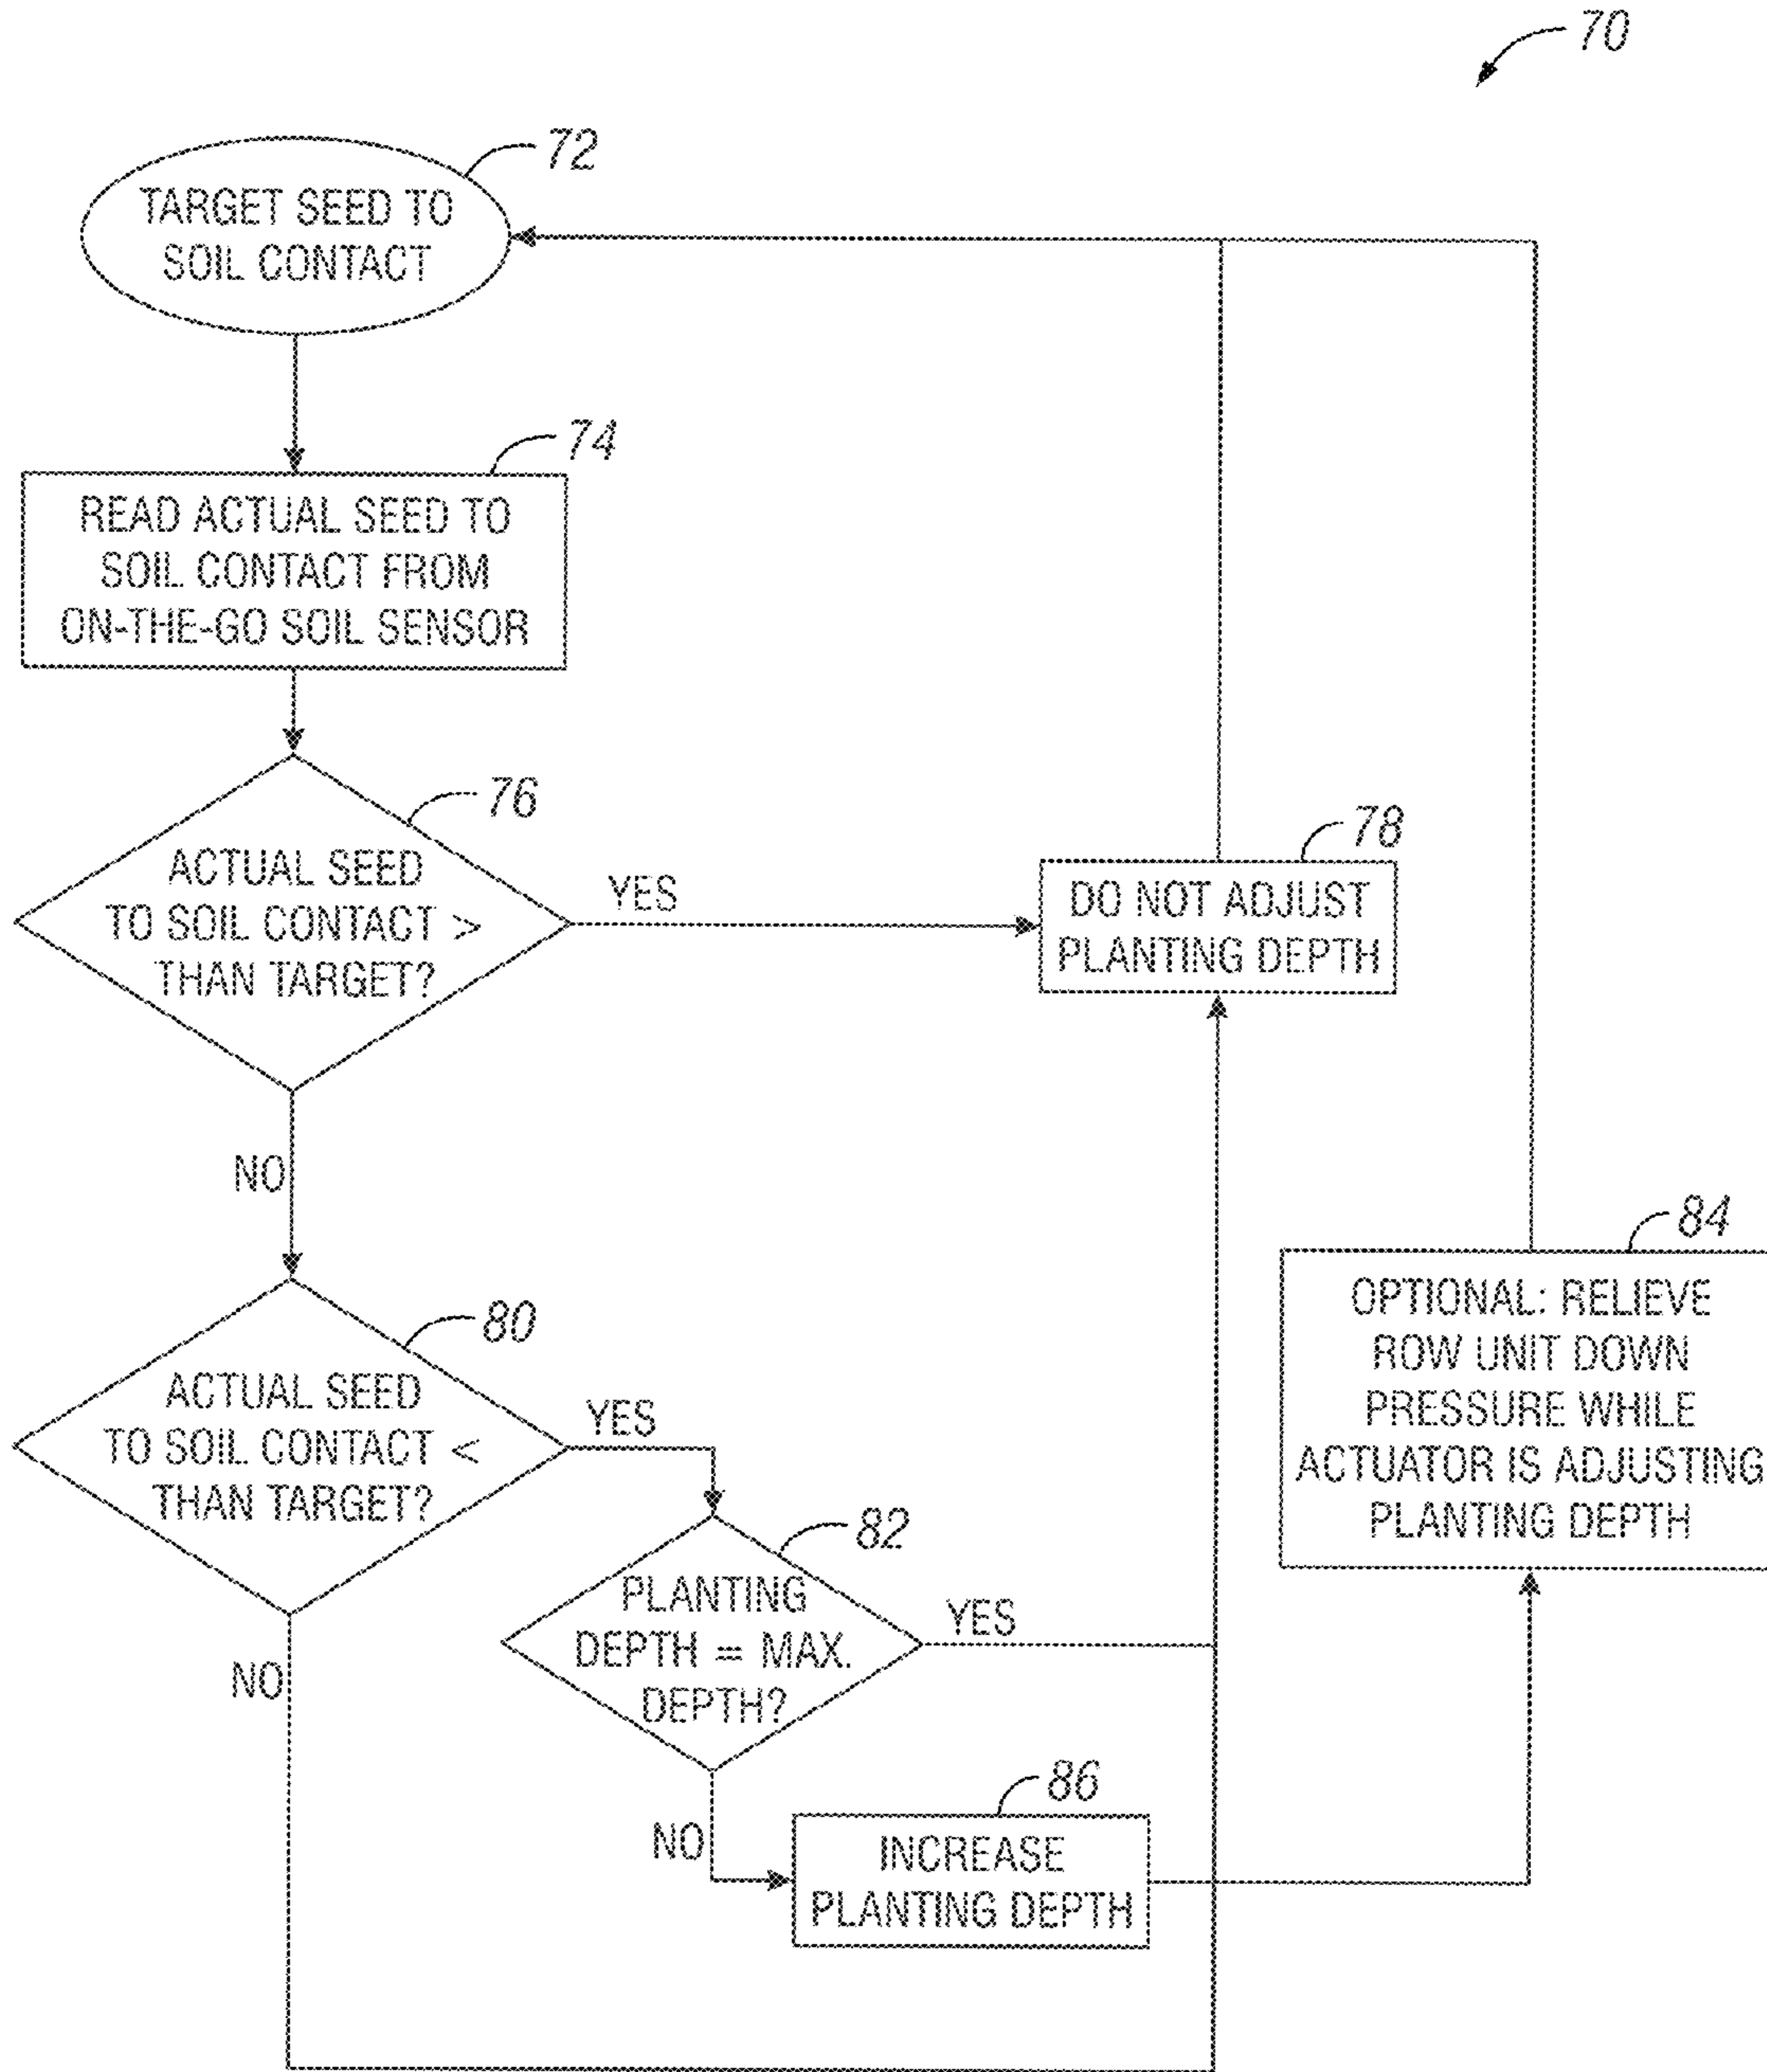 70
72
TARGET SEED TO
SOIL CONTACT
74
READ ACTUAL SEED TO
SOIL CONTACT FROM
ON-THE-GO SOIL SENSOR
76
ACTUAL SEED
TO SOIL CONTACT >
THAN TARGET?
YES
78
DO NOT ADJUST
PLANTING DEPTH
NO
80
ACTUAL SEED
TO SOIL CONTACT <
THAN TARGET?
YES
82
PLANTING
DEPTH = MAX.
DEPTH?
YES
84
OPTIONAL: RELIEVE
ROW UNIT DOWN
PRESSURE WHILE
ACTUATOR IS ADJUSTING
PLANTING DEPTH
NO
NO
86
INCREASE
PLANTING DEPTH